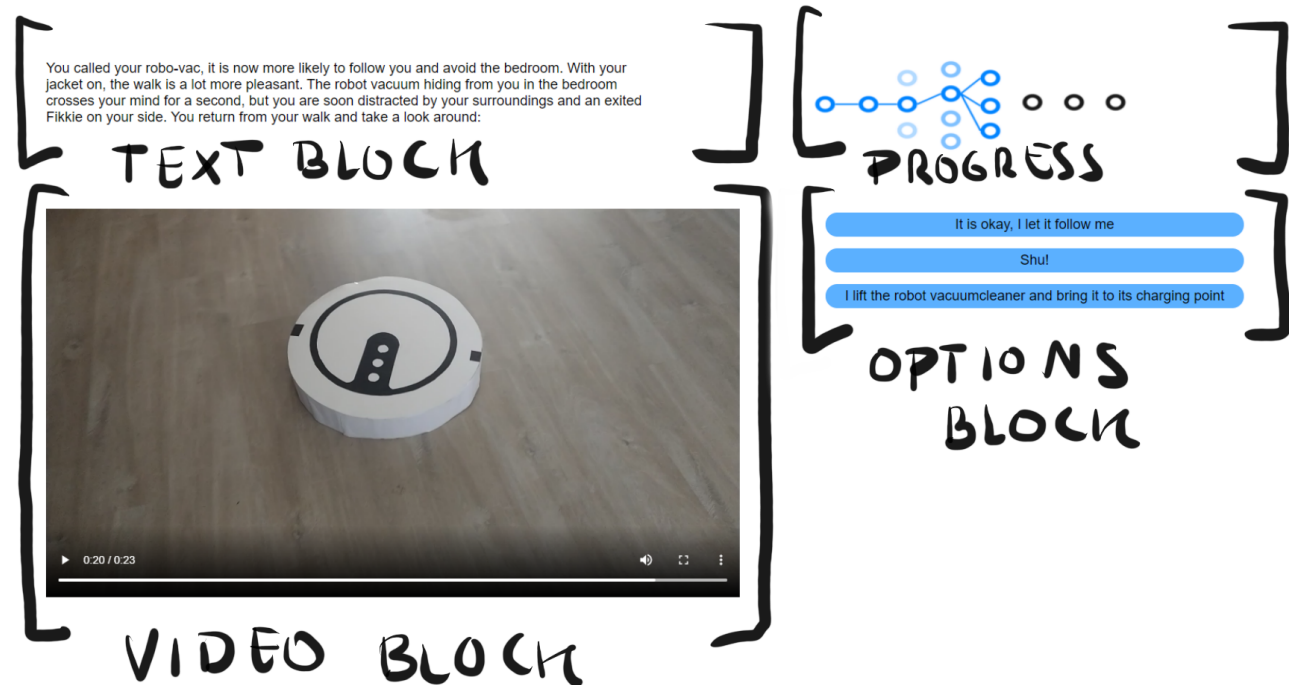 You called your robo-vac, it is now more likely to follow you and avoid the bedroom. With your
jacket on, the walk is a lot more pleasant. The robot vacuum hiding from you in the bedroom
crosses your mind for a second, but you are soon distracted by your surroundings and an exited
Fikkie on your side. You return from your walk and take a look around:
TEXT BLOCK
PROGRESS
It is okay, I let it follow me
Shu!
I lift the robot vacuumcleaner and bring it to its charging point
OPTIONS
BLOCK
0:20 / 0:23
VIDEO BLOCK